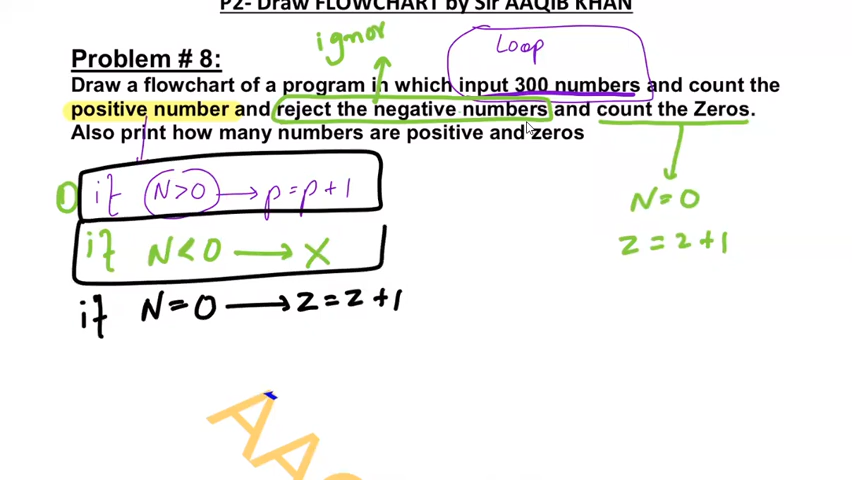 P2- Draw FLOWCHART by Sir AAQIB KHAN
ignor
Loop
Problem # 8:
Draw a flowchart of a program in which input 300 numbers and count the
positive number and reject the negative numbers and count the Zeros.
Also print how many numbers are positive and zeros
1 if N>0 → p=p+1
N=0
if N<0 → X
z=z+1
if N=0 → z=z+1
AAQ